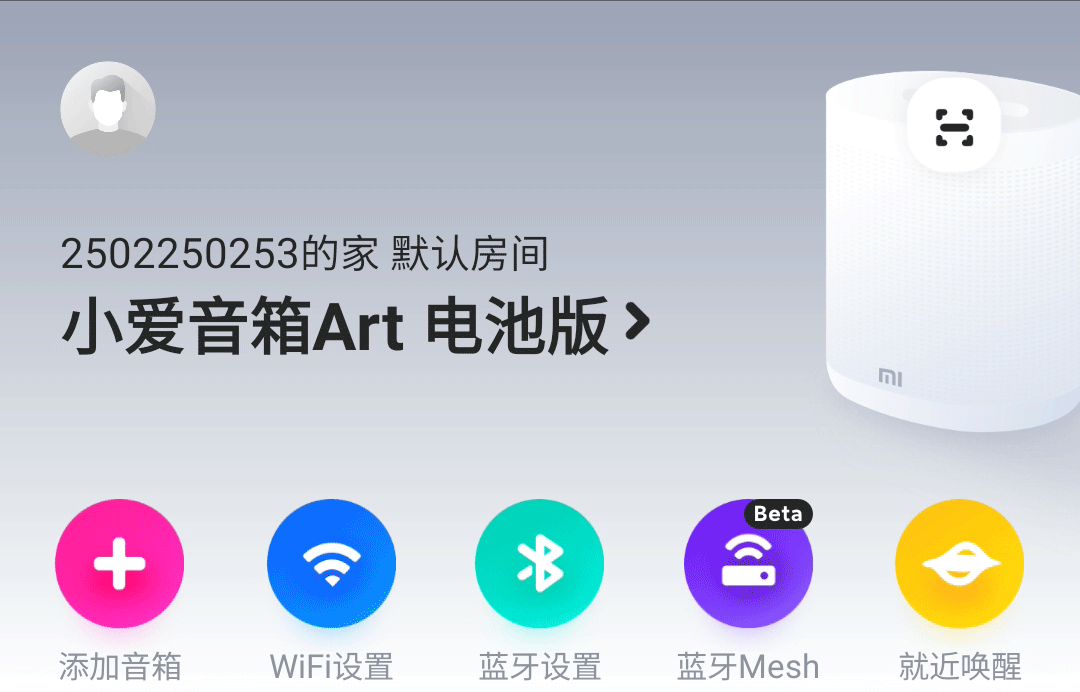 2502250253的家 默认房间
小爱音箱Art 电池版
mi
Beta
添加音箱
WiFi设置
蓝牙设置
蓝牙Mesh
就近唤醒